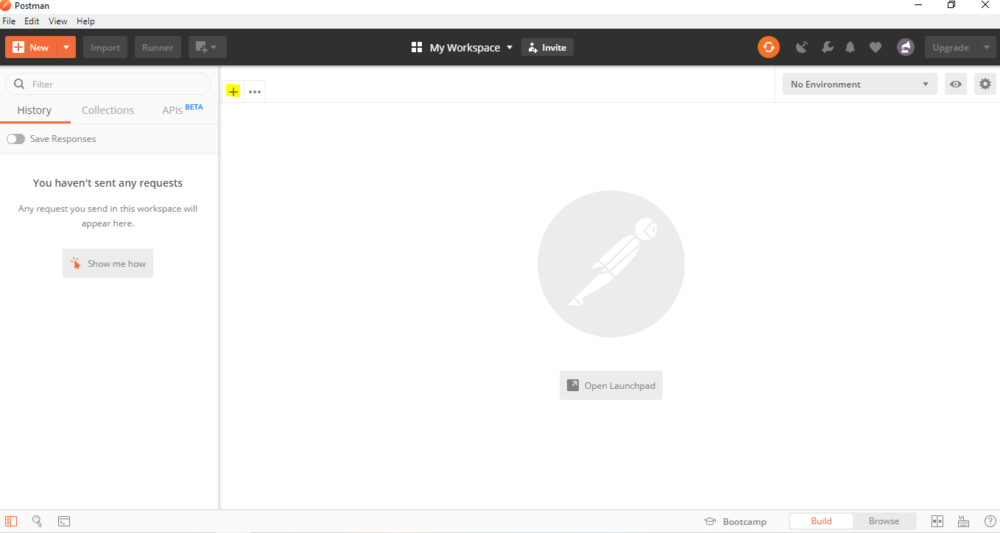 Postman
File Edit View Help
New Import Runner My Workspace Invite Upgrade
Filter
No Environment
History Collections APIs BETA
Save Responses
You haven't sent any requests
Any request you send in this workspace will
appear here.
Show me how
Open Launchpad
Bootcamp Build Browse